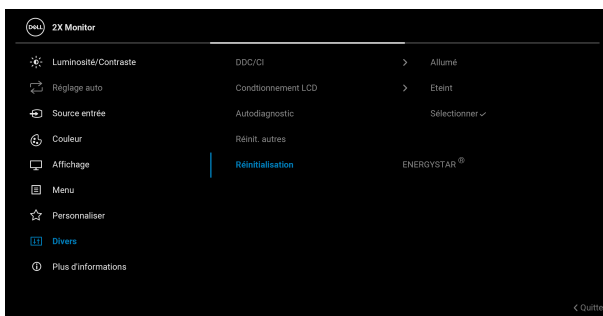 DELL 2X Monitor
Luminosité/Contraste DDC/CI > Allumé
Réglage auto Condtionnement LCD > Eteint
Source entrée Autodiagnostic Sélectionner ✓
Couleur Réinit. autres
Affichage Réinitialisation ENERGYSTAR ®
Menu
Personnaliser
Divers
Plus d'informations
< Quitte